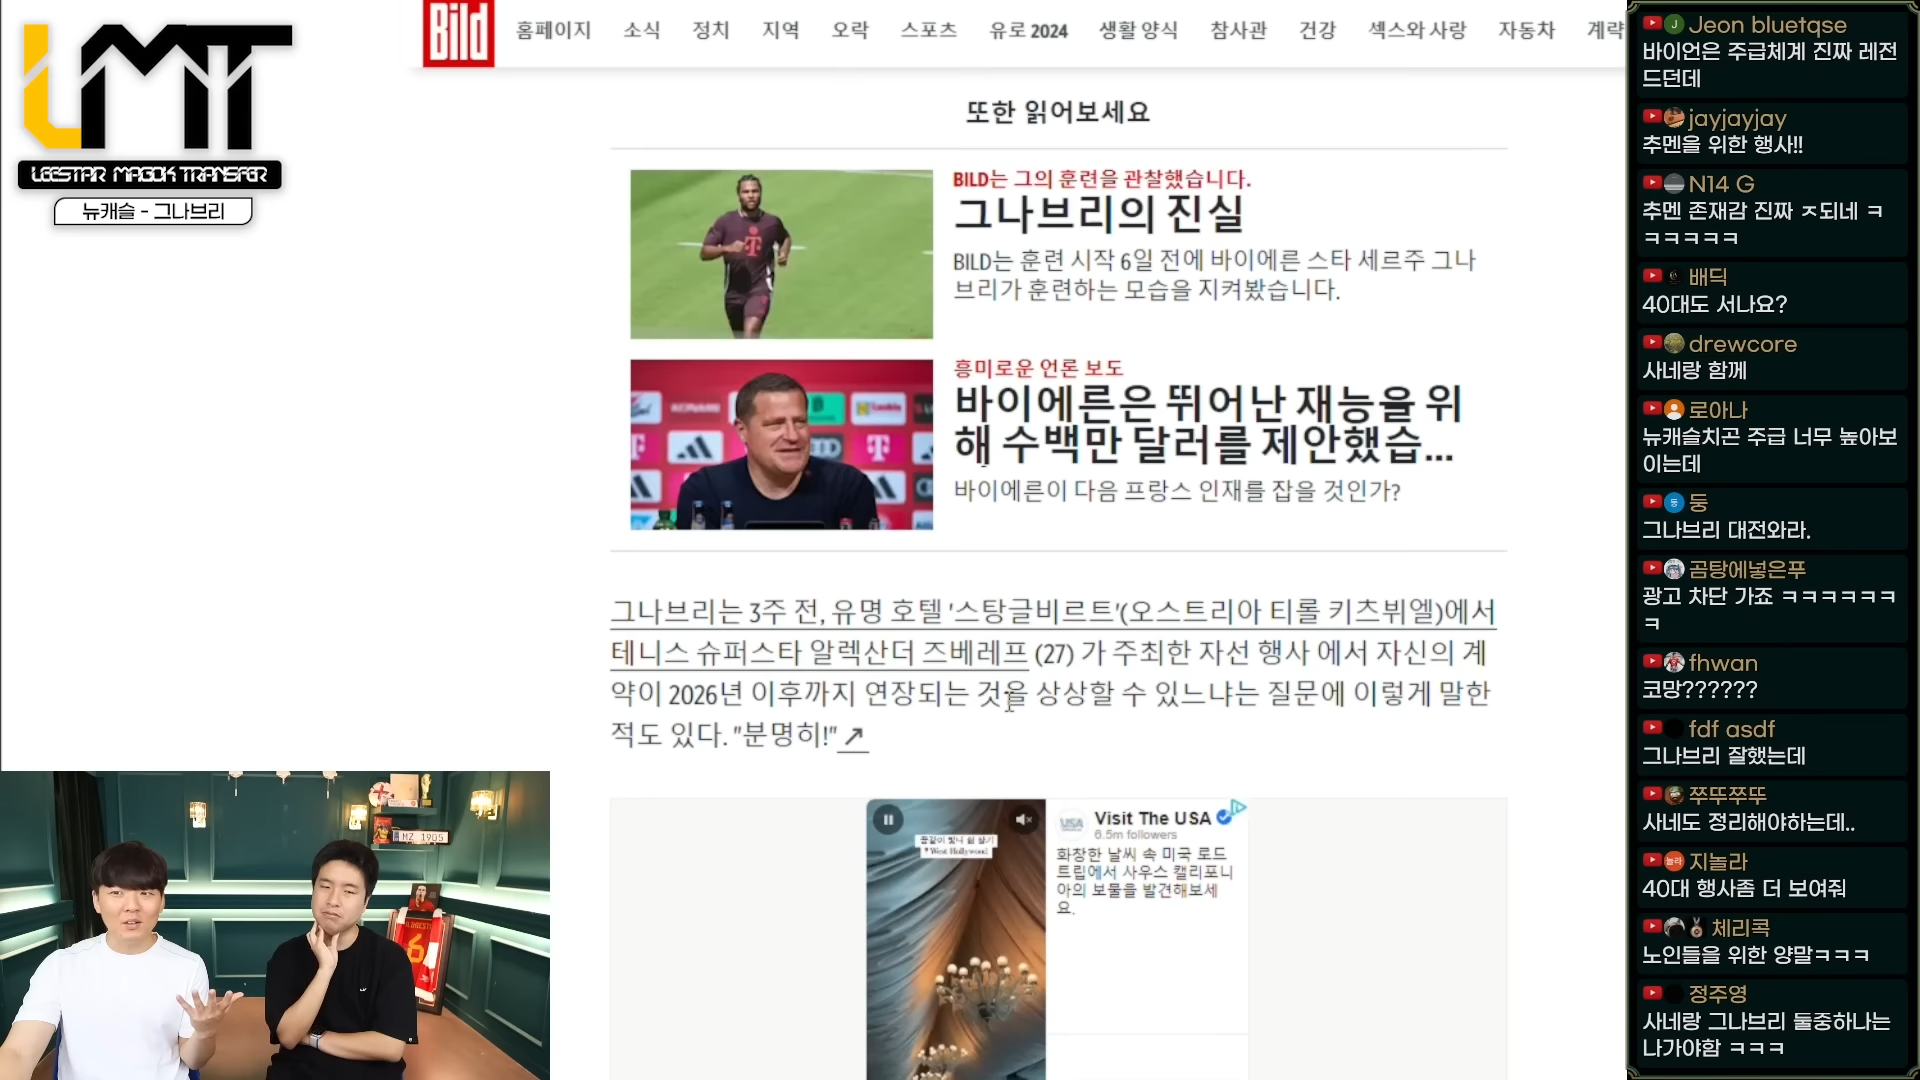 LMT
LEESTAR MAGOK TRANSFER
뉴캐슬 - 그나브리
Bild
홈페이지 소식 정치 지역 오락 스포츠 유로 2024 생활 양식 참사관 건강 섹스와 사랑 자동차 계략
또한 읽어보세요
BILD는 그의 훈련을 관찰했습니다.
그나브리의 진실
BILD는 훈련 시작 6일 전에 바이에른 스타 세르주 그나
브리가 훈련하는 모습을 지켜봤습니다.
흥미로운 언론 보도
바이에른은 뛰어난 재능을 위
해 수백만 달러를 제안했습...
바이에른이 다음 프랑스 인재를 잡을 것인가?
그나브리는 3주 전, 유명 호텔 '스탕글비르트'(오스트리아 티롤 키츠뷔엘)에서
테니스 슈퍼스타 알렉산더 즈베레프 (27) 가 주최한 자선 행사 에서 자신의 계
약이 2026년 이후까지 연장되는 것을 상상할 수 있느냐는 질문에 이렇게 말한
적도 있다. "분명히!" ↗
West Hollywood
USA
Visit The USA
6.5m followers
화창한 날씨 속 미국 로드
트립에서 사우스 캘리포니
아의 보물을 발견해보세
요.
MZ 1905
6
Jeon bluetqse
바이언은 주급체계 진짜 레전
드던데
jayjayjay
추멘을 위한 행사!!
N14 G
추멘 존재감 진짜 ㅈ되네 ㅋ
ㅋㅋㅋㅋㅋ
배딕
40대도 서나요?
drewcore
사네랑 함께
로아나
뉴캐슬치곤 주급 너무 높아보
이는데
둥
그나브리 대전와라.
곰탕에넣은푸
광고 차단 가죠 ㅋㅋㅋㅋㅋㅋ
ㅋ
fhwan
코망??????
fdf asdf
그나브리 잘했는데
쭈뚜쭈뚜
사네도 정리해야하는데..
지놀라
40대 행사좀 더 보여줘
체리콕
노인들을 위한 양말ㅋㅋㅋ
정주영
사네랑 그나브리 둘중하나는
나가야함 ㅋㅋㅋ